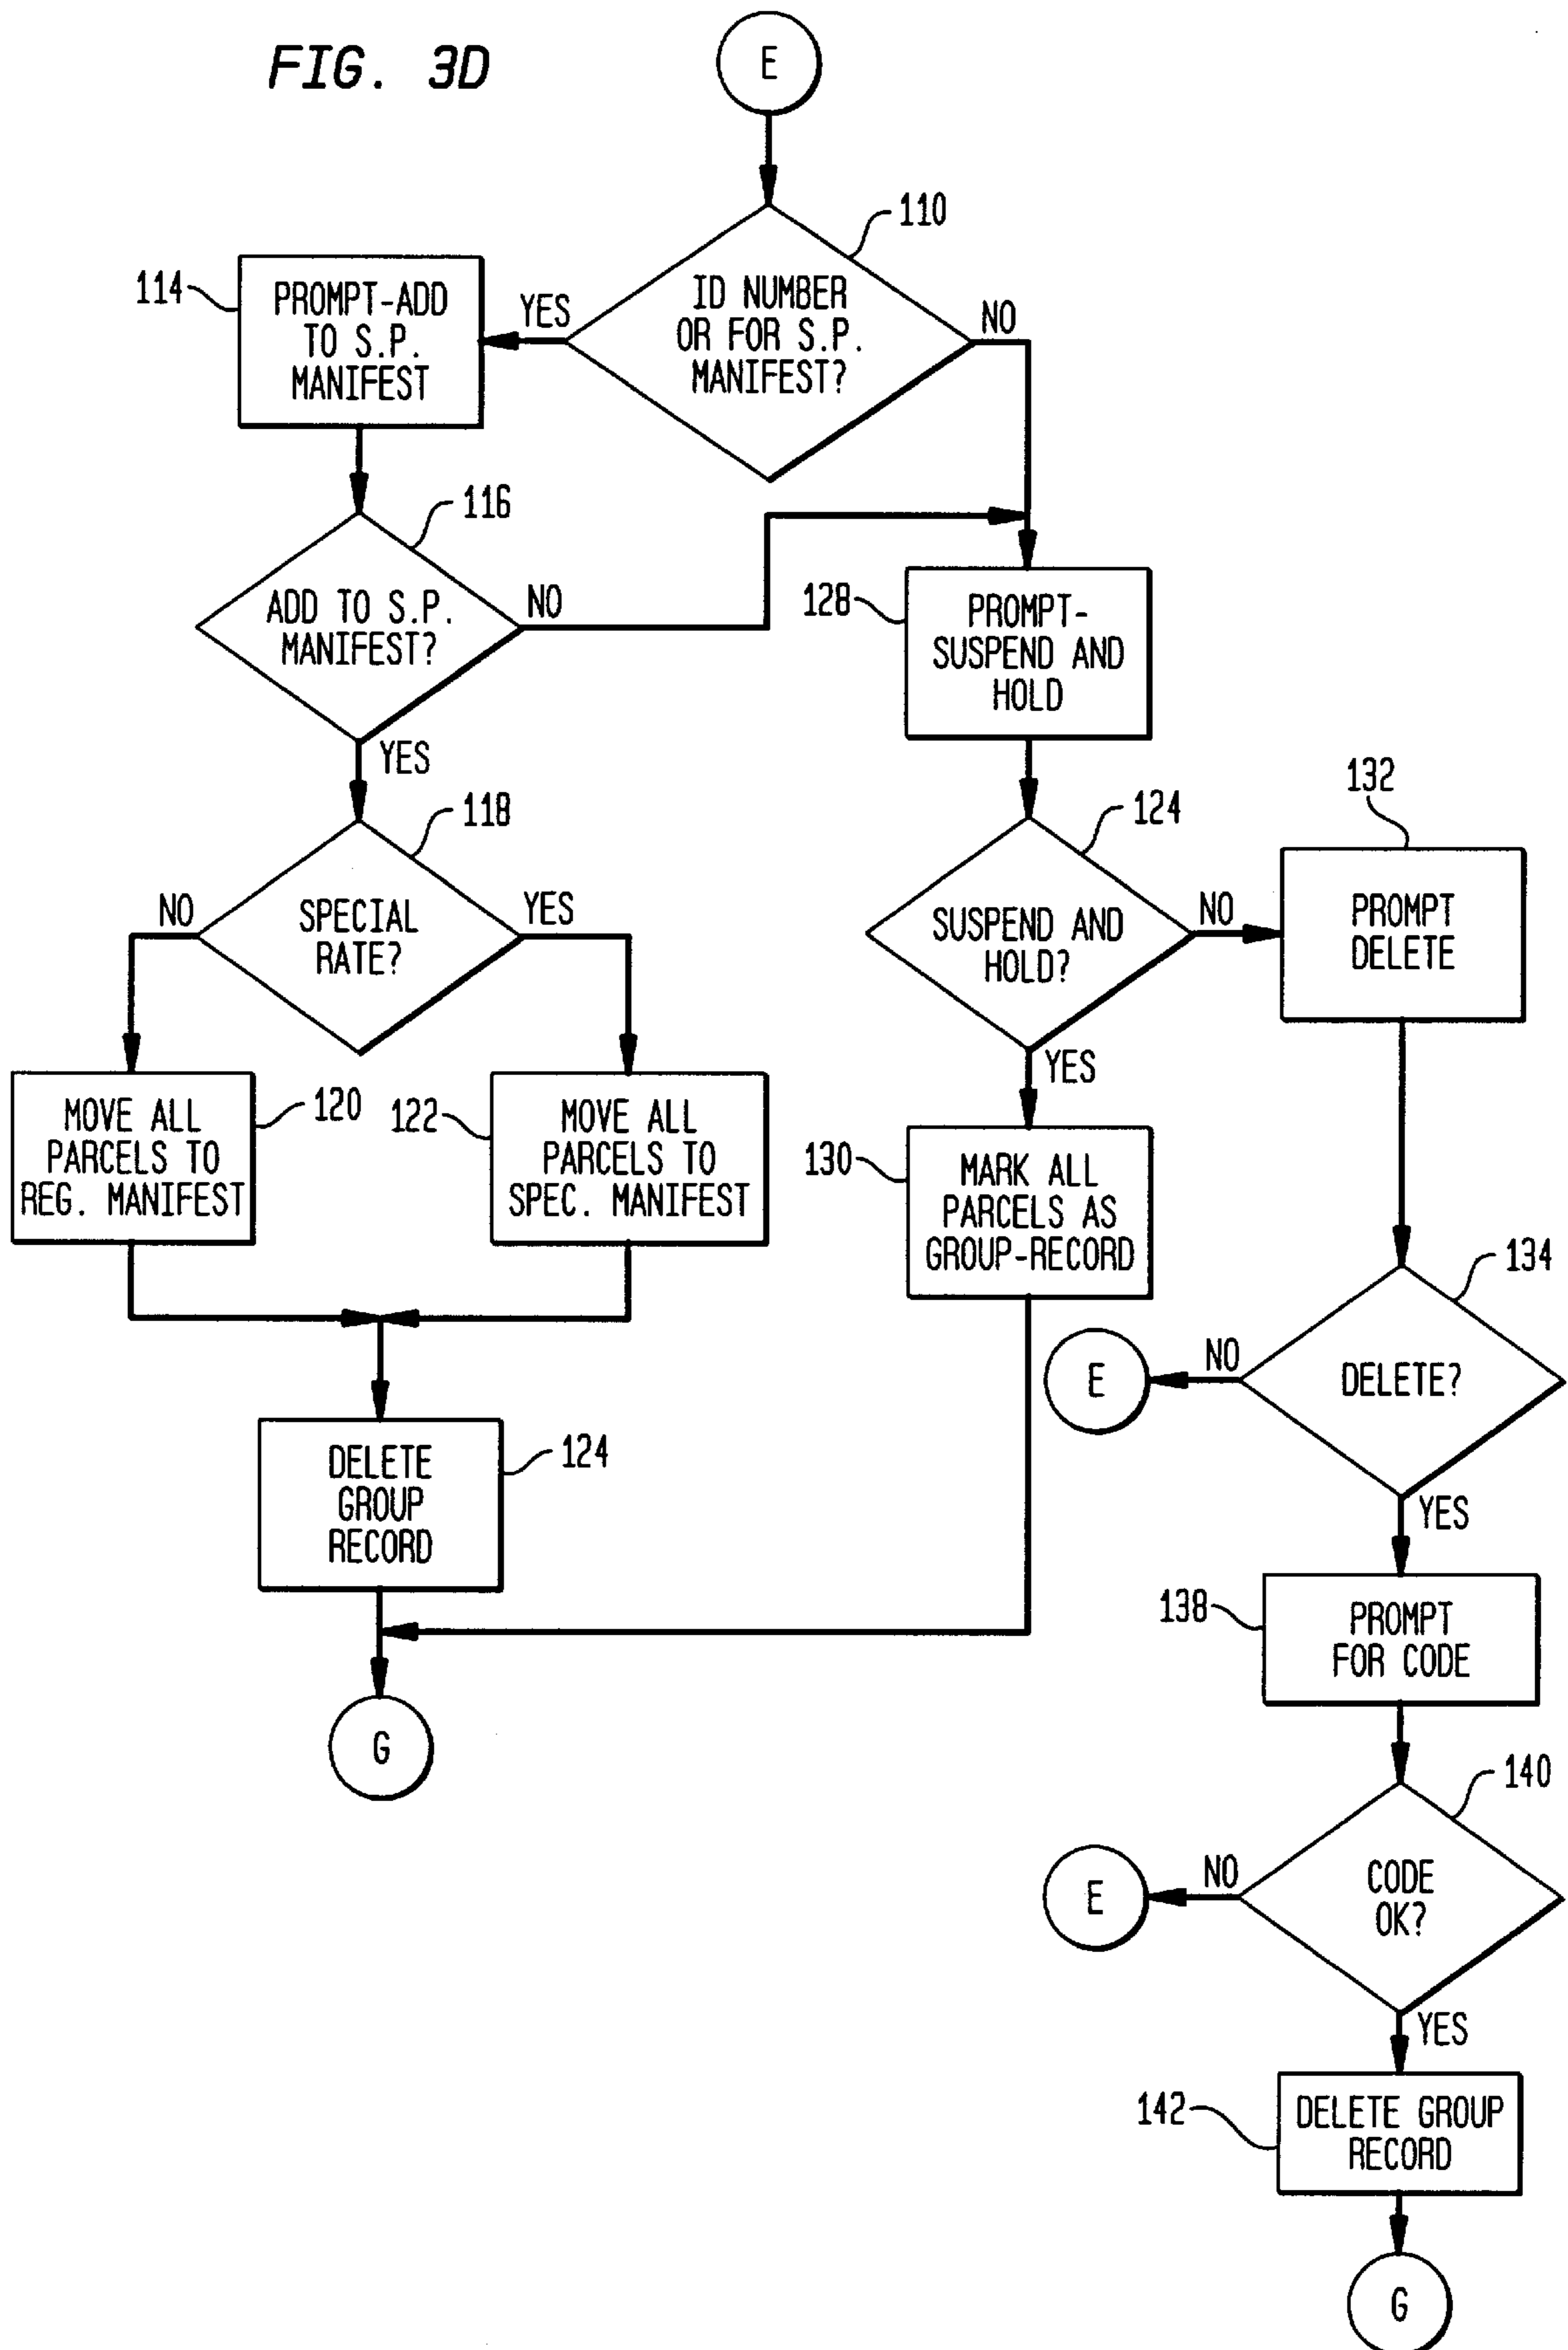 FIG. 3D
E
110
ID NUMBER
OR FOR S.P.
MANIFEST?
YES
NO
114
PROMPT-ADD
TO S.P.
MANIFEST
116
ADD TO S.P.
MANIFEST?
NO
YES
128
PROMPT-
SUSPEND AND
HOLD
118
SPECIAL
RATE?
NO
YES
124
SUSPEND AND
HOLD?
NO
YES
132
PROMPT
DELETE
120
MOVE ALL
PARCELS TO
REG. MANIFEST
122
MOVE ALL
PARCELS TO
SPEC. MANIFEST
130
MARK ALL
PARCELS AS
GROUP-RECORD
134
DELETE?
NO
E
YES
124
DELETE
GROUP
RECORD
G
138
PROMPT
FOR CODE
140
CODE
OK?
NO
E
YES
142
DELETE GROUP
RECORD
G